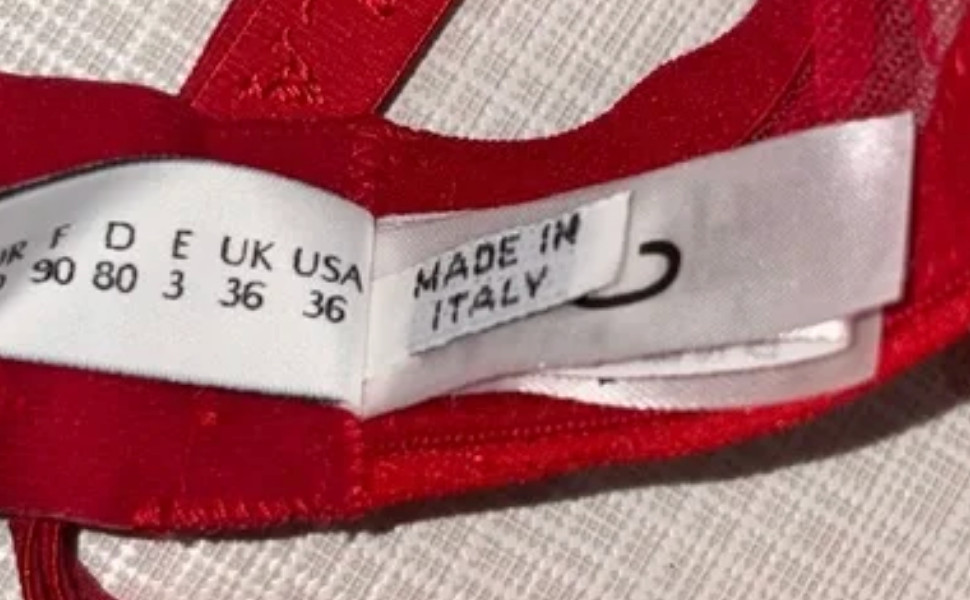 F D E UK USA
90 80 3 36 36
MADE IN
ITALY